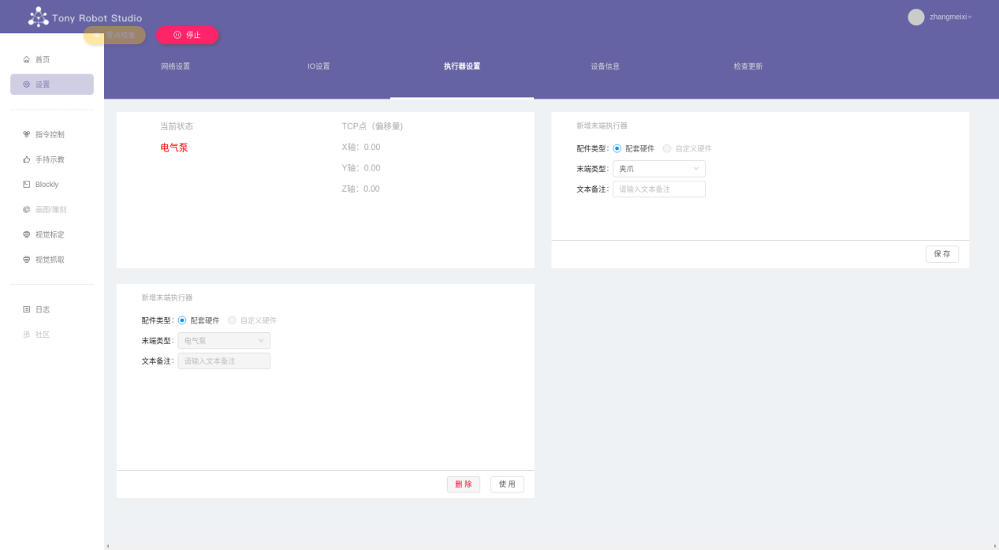 Tony Robot Studio
zhangmeixi
零点校准
停止
首页
设置
指令控制
手持示教
Blockly
画图/雕刻
视觉标定
视觉抓取
日志
社区
网络设置
IO设置
执行器设置
设备信息
检查更新
当前状态
电气泵
TCP点（偏移量)
X轴：0.00
Y轴：0.00
Z轴：0.00
新增末端执行器
配件类型： 配套硬件 自定义硬件
末端类型： 夹爪
文本备注： 请输入文本备注
保 存
新增末端执行器
配件类型： 配套硬件 自定义硬件
末端类型： 电气泵
文本备注： 请输入文本备注
删 除
使 用